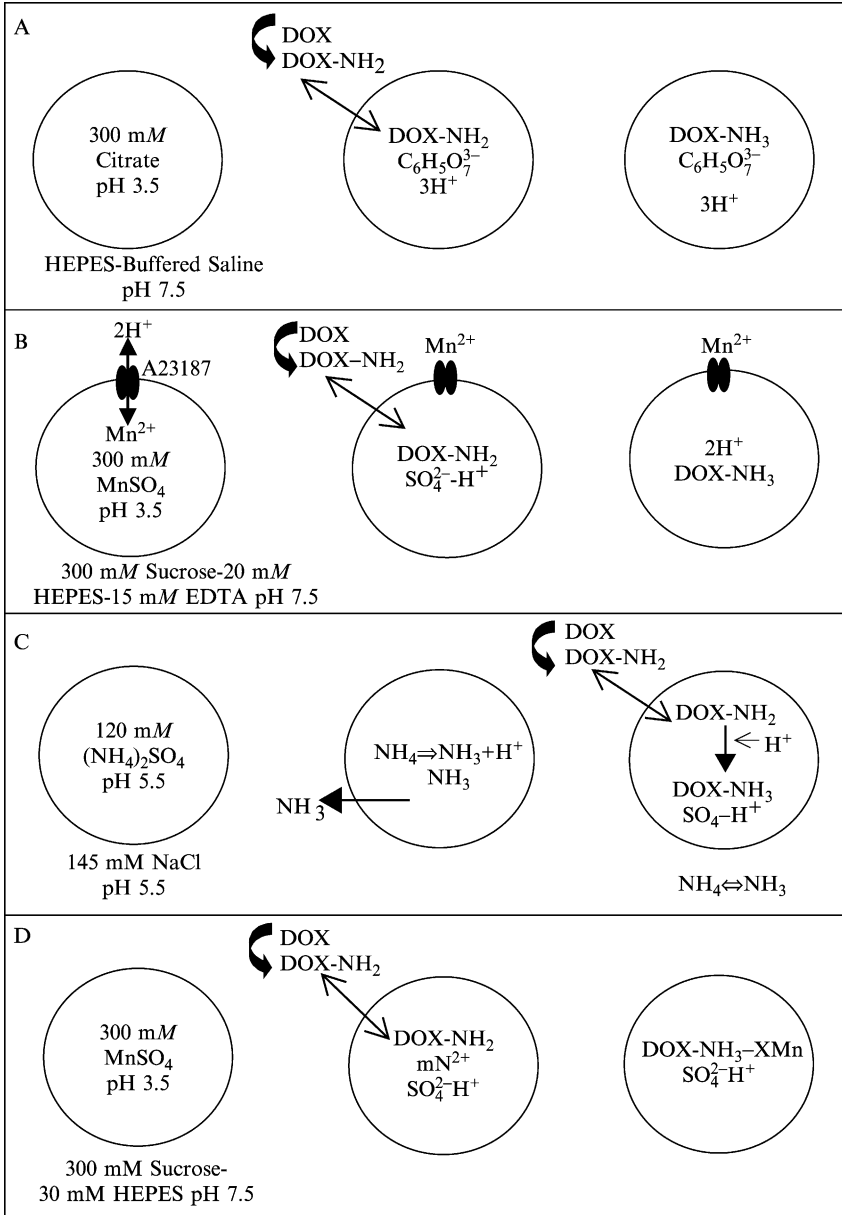 A
DOX
DOX-NH2
300 mM
Citrate
pH 3.5
HEPES-Buffered Saline
pH 7.5
DOX-NH2
C6H5O7 3−
3H+
DOX-NH3
C6H5O7 3−
3H+
B
2H+
A23187
Mn2+
300 mM
MnSO4
pH 3.5
300 mM Sucrose-20 mM
HEPES-15 mM EDTA pH 7.5
DOX
DOX–NH2
Mn2+
DOX-NH2
SO4 2−-H+
Mn2+
2H+
DOX-NH3
C
120 mM
(NH4)2SO4
pH 5.5
145 mM NaCl
pH 5.5
NH4⇒NH3+H+
NH3
NH3
DOX
DOX-NH2
DOX-NH2
H+
DOX-NH3
SO4–H+
NH4⇔NH3
D
DOX
DOX-NH2
300 mM
MnSO4
pH 3.5
300 mM Sucrose-
30 mM HEPES pH 7.5
DOX-NH2
mN2+
SO4 2−H+
DOX-NH3–XMn
SO4 2−H+